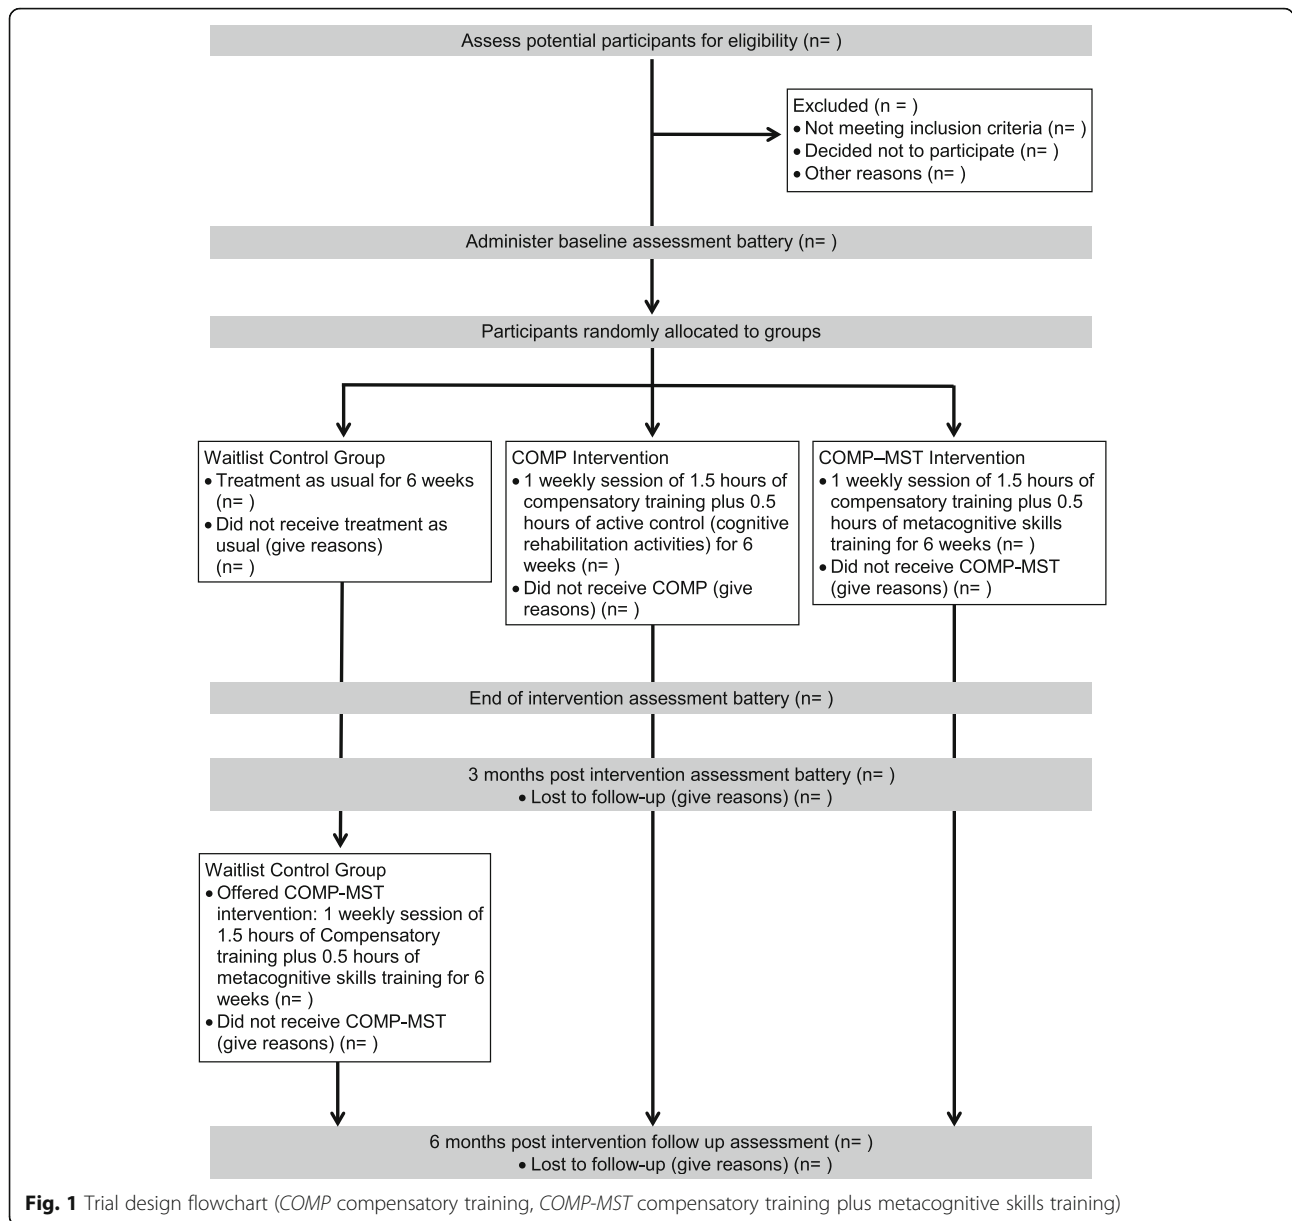 Assess potential participants for eligibility (n= )
Excluded (n = )
• Not meeting inclusion criteria (n= )
• Decided not to participate (n= )
• Other reasons (n= )
Administer baseline assessment battery (n= )
Participants randomly allocated to groups
Waitlist Control Group
• Treatment as usual for 6 weeks
(n= )
• Did not receive treatment as
usual (give reasons)
(n= )
COMP Intervention
• 1 weekly session of 1.5 hours of
compensatory training plus 0.5
hours of active control (cognitive
rehabilitation activities) for 6
weeks (n= )
• Did not receive COMP (give
reasons) (n= )
COMP–MST Intervention
• 1 weekly session of 1.5 hours of
compensatory training plus 0.5
hours of metacognitive skills
training for 6 weeks (n= )
• Did not receive COMP-MST
(give reasons) (n= )
End of intervention assessment battery (n= )
3 months post intervention assessment battery (n= )
• Lost to follow-up (give reasons) (n= )
Waitlist Control Group
• Offered COMP-MST
intervention: 1 weekly session of
1.5 hours of Compensatory
training plus 0.5 hours of
metacognitive skills training for 6
weeks (n= )
• Did not receive COMP-MST
(give reasons) (n= )
6 months post intervention follow up assessment (n= )
• Lost to follow-up (give reasons) (n= )
Fig. 1 Trial design flowchart (COMP compensatory training, COMP-MST compensatory training plus metacognitive skills training)